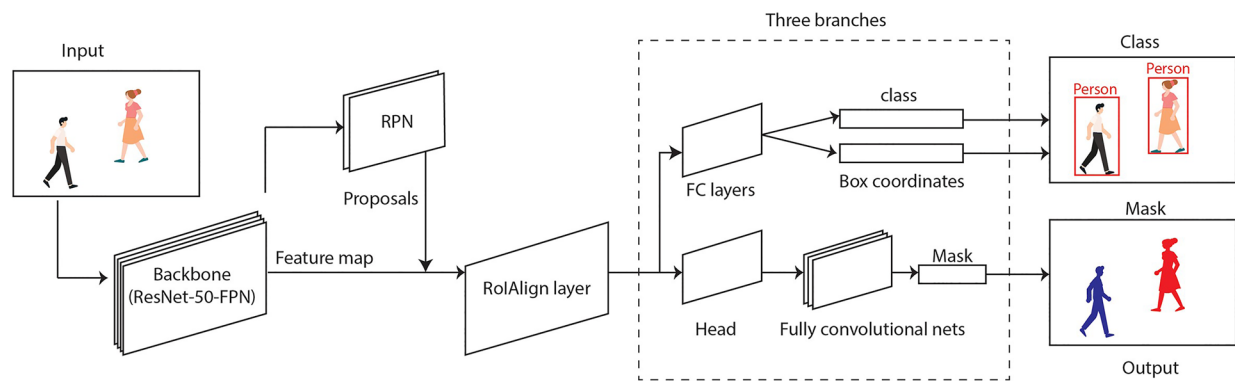 Three branches
Input
Class
Person
Person
RPN
class
Proposals
FC layers
Box coordinates
Mask
Feature map
Backbone
(ResNet-50-FPN)
RoIAlign layer
Mask
Head
Fully convolutional nets
Output